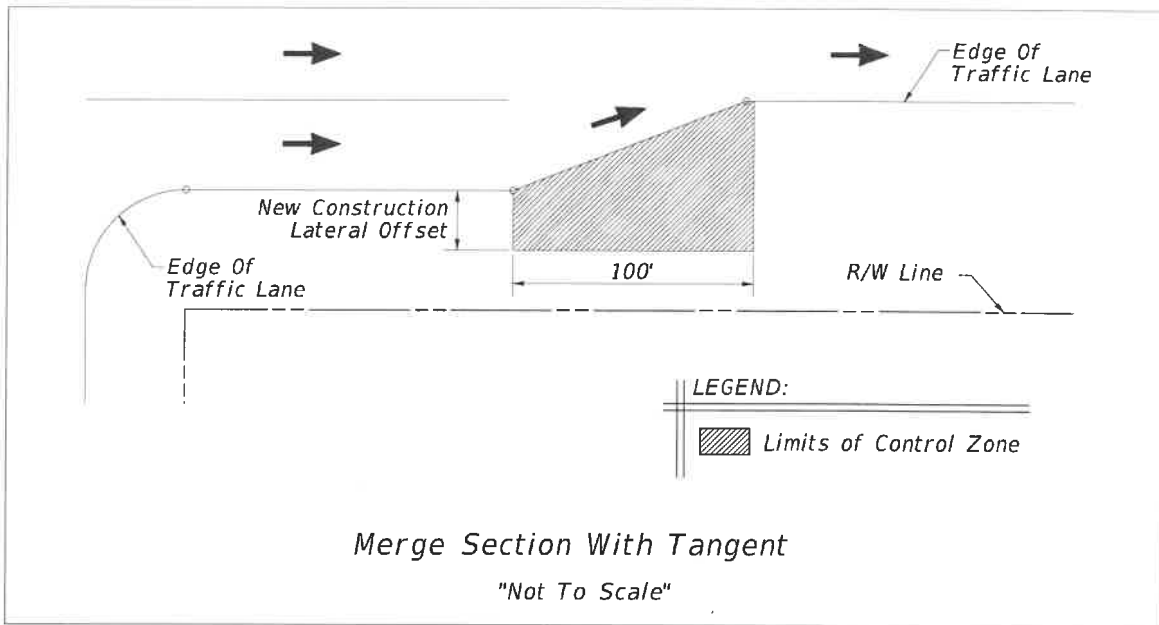 Edge Of
Traffic Lane
New Construction
Lateral Offset
Edge Of
Traffic Lane
100'
R/W Line
LEGEND:
Limits of Control Zone
Merge Section With Tangent
"Not To Scale"